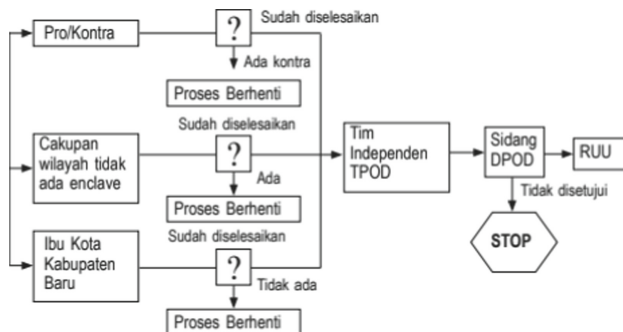 Pro/Kontra
?
Sudah diselesaikan
Ada kontra
Proses Berhenti
Cakupan
wilayah tidak
ada enclave
Sudah diselesaikan
?
Ada
Proses Berhenti
Ibu Kota
Kabupaten
Baru
Sudah diselesaikan
?
Tidak ada
Proses Berhenti
Tim
Independen
TPOD
Sidang
DPOD
RUU
Tidak disetujui
STOP